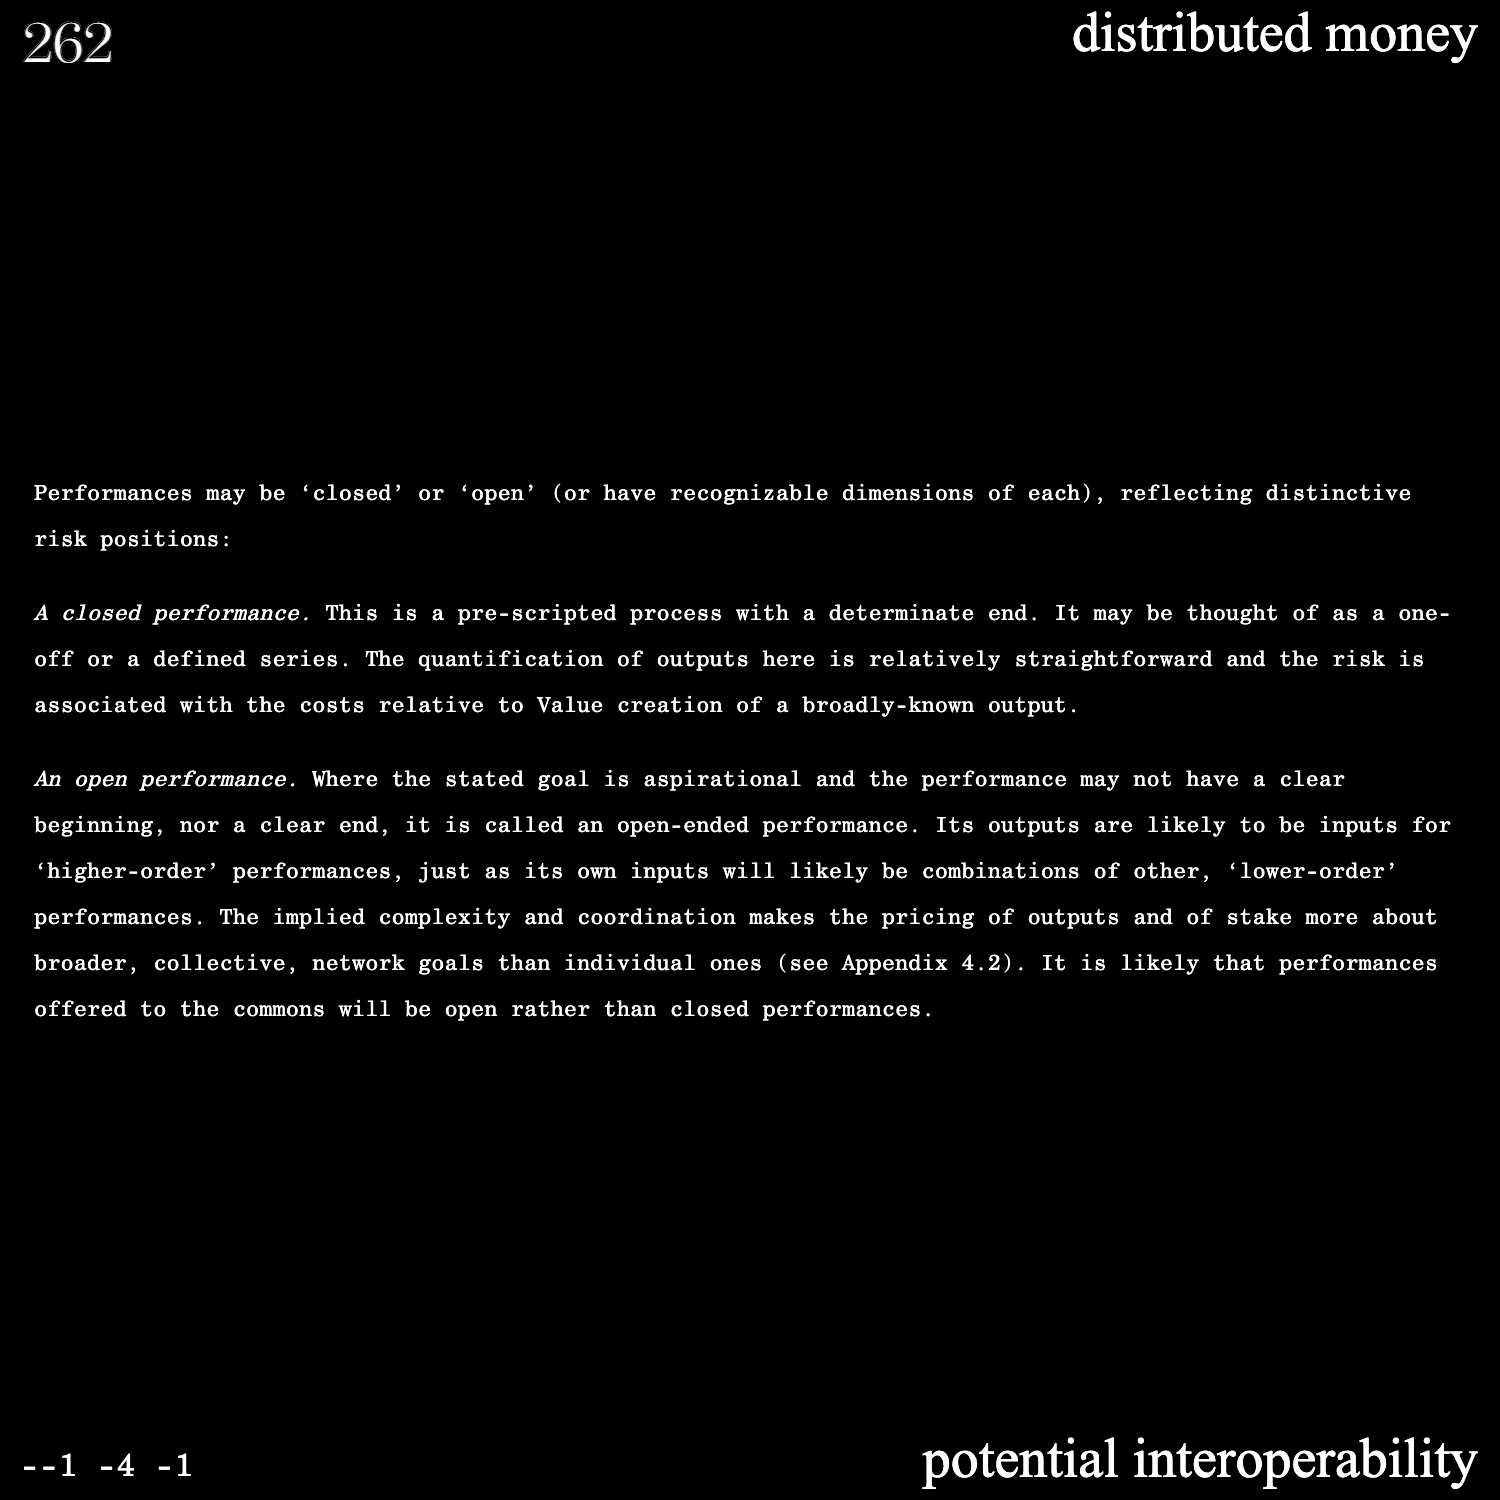 262
distributed money
Performances may be ‘closed’ or ‘open’ (or have recognizable dimensions of each), reflecting distinctive
risk positions:
A closed performance. This is a pre-scripted process with a determinate end. It may be thought of as a one-
off or a defined series. The quantification of outputs here is relatively straightforward and the risk is
associated with the costs relative to Value creation of a broadly-known output.
An open performance. Where the stated goal is aspirational and the performance may not have a clear
beginning, nor a clear end, it is called an open-ended performance. Its outputs are likely to be inputs for
‘higher-order’ performances, just as its own inputs will likely be combinations of other, ‘lower-order’
performances. The implied complexity and coordination makes the pricing of outputs and of stake more about
broader, collective, network goals than individual ones (see Appendix 4.2). It is likely that performances
offered to the commons will be open rather than closed performances.
--1 -4 -1
potential interoperability